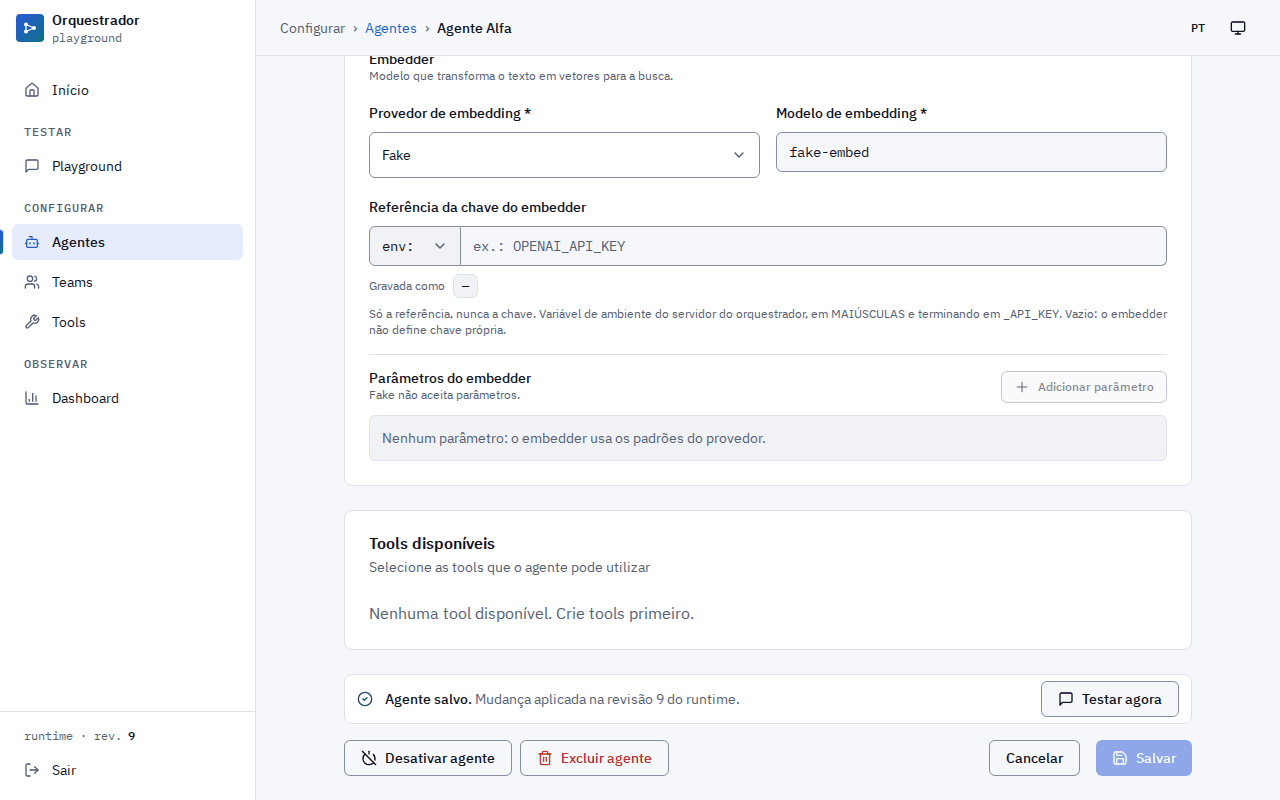 Orquestrador
playground
Início
TESTAR
Playground
CONFIGURAR
Agentes
Teams
Tools
OBSERVAR
Dashboard
runtime · rev. 9
Sair
Configurar › Agentes › Agente Alfa
PT
Embedder
Modelo que transforma o texto em vetores para a busca.
Provedor de embedding *
Fake
Modelo de embedding *
fake-embed
Referência da chave do embedder
env:
ex.: OPENAI_API_KEY
Gravada como —
Só a referência, nunca a chave. Variável de ambiente do servidor do orquestrador, em MAIÚSCULAS e terminando em _API_KEY. Vazio: o embedder
não define chave própria.
Parâmetros do embedder
Fake não aceita parâmetros.
Adicionar parâmetro
Nenhum parâmetro: o embedder usa os padrões do provedor.
Tools disponíveis
Selecione as tools que o agente pode utilizar
Nenhuma tool disponível. Crie tools primeiro.
Agente salvo. Mudança aplicada na revisão 9 do runtime.
Testar agora
Desativar agente
Excluir agente
Cancelar
Salvar